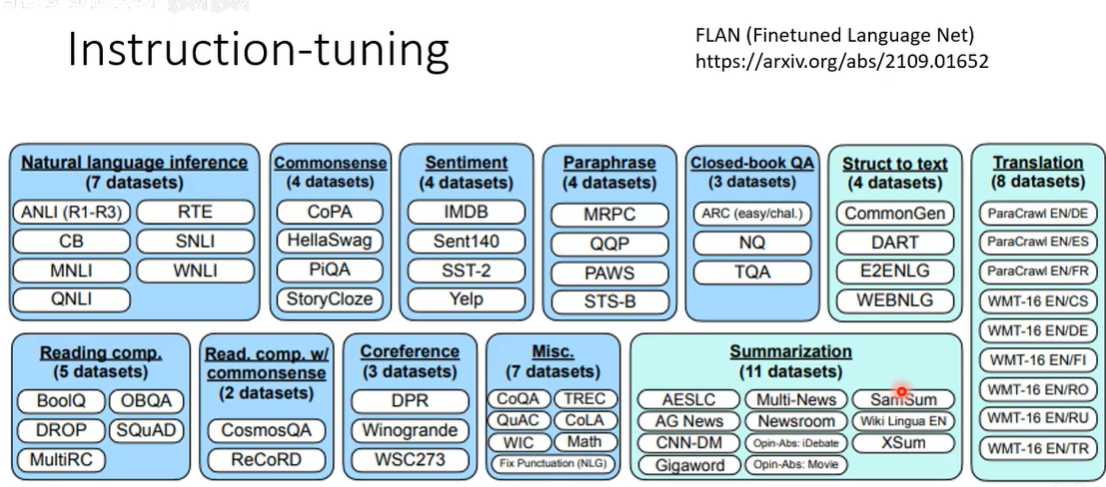 Instruction-tuning
FLAN (Finetuned Language Net)
https://arxiv.org/abs/2109.01652
Natural language inference
(7 datasets)
ANLI (R1-R3)
RTE
CB
SNLI
MNLI
WNLI
QNLI
Commonsense
(4 datasets)
CoPA
HellaSwag
PiQA
StoryCloze
Sentiment
(4 datasets)
IMDB
Sent140
SST-2
Yelp
Paraphrase
(4 datasets)
MRPC
QQP
PAWS
STS-B
Closed-book QA
(3 datasets)
ARC (easy/chal.)
NQ
TQA
Struct to text
(4 datasets)
CommonGen
DART
E2ENLG
WEBNLG
Translation
(8 datasets)
ParaCrawl EN/DE
ParaCrawl EN/ES
ParaCrawl EN/FR
WMT-16 EN/CS
WMT-16 EN/DE
WMT-16 EN/FI
WMT-16 EN/RO
WMT-16 EN/RU
WMT-16 EN/TR
Reading comp.
(5 datasets)
BoolQ
OBQA
DROP
SQuAD
MultiRC
Read. comp. w/
commonsense
(2 datasets)
CosmosQA
ReCoRD
Coreference
(3 datasets)
DPR
Winogrande
WSC273
Misc.
(7 datasets)
CoQA
TREC
QuAC
CoLA
WIC
Math
Fix Punctuation (NLG)
Summarization
(11 datasets)
AESLC
Multi-News
SamSum
AG News
Newsroom
Wiki Lingua EN
CNN-DM
Opin-Abs: iDebate
XSum
Gigaword
Opin-Abs: Movie